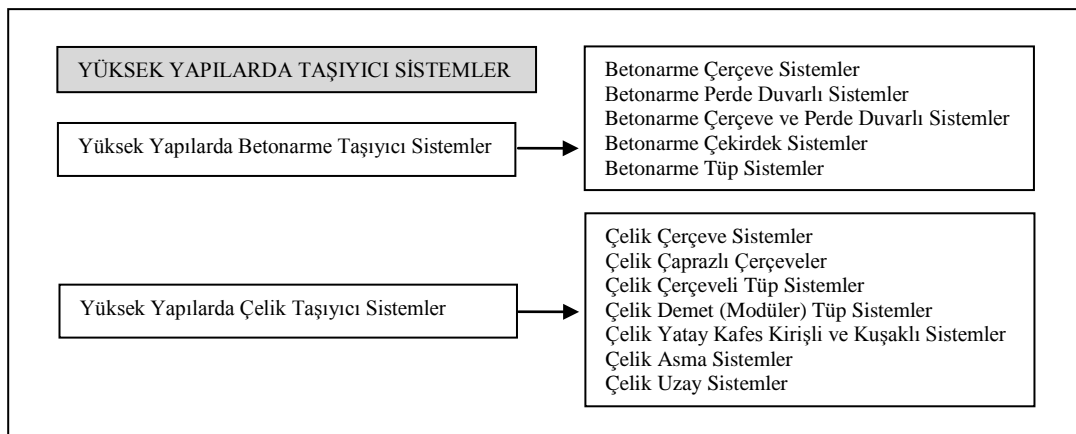 YÜKSEK YAPILARDA TAŞIYICI SİSTEMLER
Yüksek Yapılarda Betonarme Taşıyıcı Sistemler
Betonarme Çerçeve Sistemler
Betonarme Perde Duvarlı Sistemler
Betonarme Çerçeve ve Perde Duvarlı Sistemler
Betonarme Çekirdek Sistemler
Betonarme Tüp Sistemler
Yüksek Yapılarda Çelik Taşıyıcı Sistemler
Çelik Çerçeve Sistemler
Çelik Çaprazlı Çerçeveler
Çelik Çerçeveli Tüp Sistemler
Çelik Demet (Modüler) Tüp Sistemler
Çelik Yatay Kafes Kirişli ve Kuşaklı Sistemler
Çelik Asma Sistemler
Çelik Uzay Sistemler